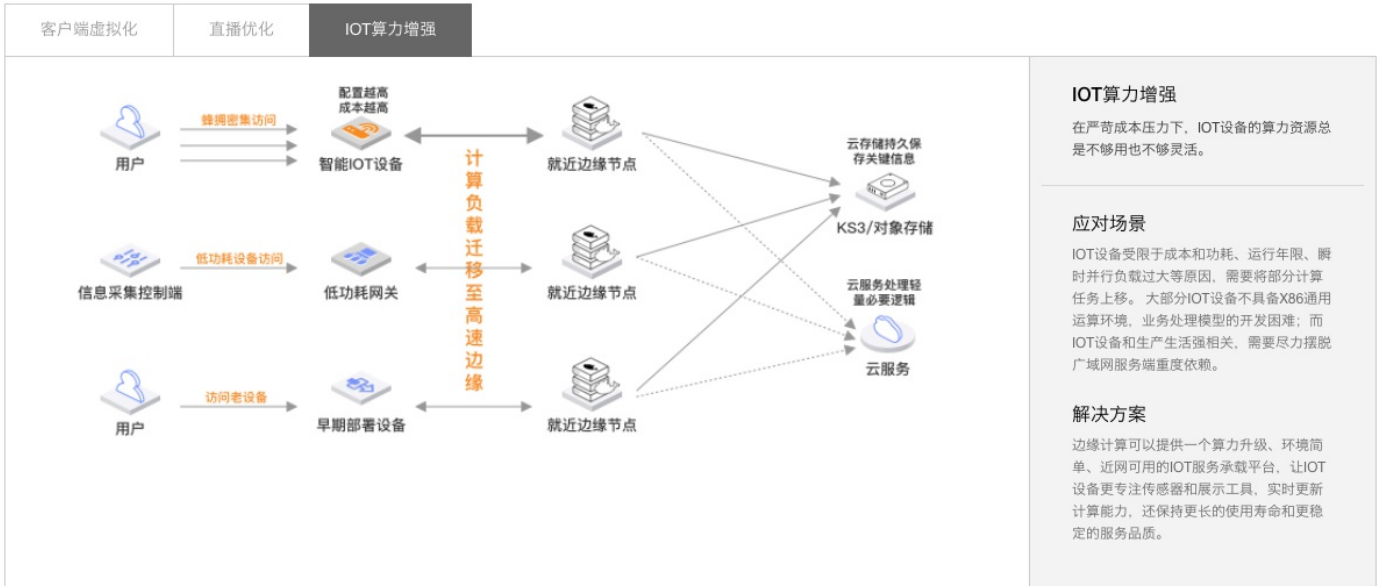 客户端虚拟化
直播优化
IOT算力增强
配置越高
成本越高
蜂拥密集访问
用户
智能IOT设备
就近边缘节点
云存储持久保
存关键信息
KS3/对象存储
计算负载迁移至高速边缘
低功耗设备访问
信息采集控制端
低功耗网关
就近边缘节点
云服务处理轻
量必要逻辑
云服务
访问老设备
用户
早期部署设备
就近边缘节点
IOT算力增强
在严苛成本压力下，IOT设备的算力资源总
是不够用也不够灵活。
应对场景
IOT设备受限于成本和功耗、运行年限、瞬
时并行负载过大等原因，需要将部分计算
任务上移。 大部分IOT设备不具备X86通用
运算环境，业务处理模型的开发困难；而
IOT设备和生产生活强相关，需要尽力摆脱
广域网服务端重度依赖。
解决方案
边缘计算可以提供一个算力升级、环境简
单、近网可用的IOT服务承载平台，让IOT
设备更专注传感器和展示工具，实时更新
计算能力，还保持更长的使用寿命和更稳
定的服务品质。